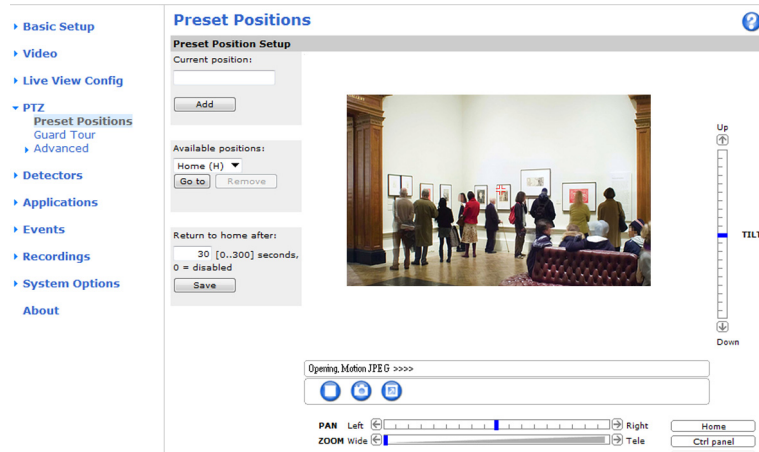 Basic Setup
Video
Live View Config
PTZ
Preset Positions
Guard Tour
Advanced
Detectors
Applications
Events
Recordings
System Options
About
Preset Positions
?
Preset Position Setup
Current position:
Add
Available positions:
Home (H)
Go to Remove
Return to home after:
30 [0..300] seconds,
0 = disabled
Save
Up
TILT
Down
Opening, Motion JPEG >>>>
PAN Left Right Home
ZOOM Wide Tele Ctrl panel